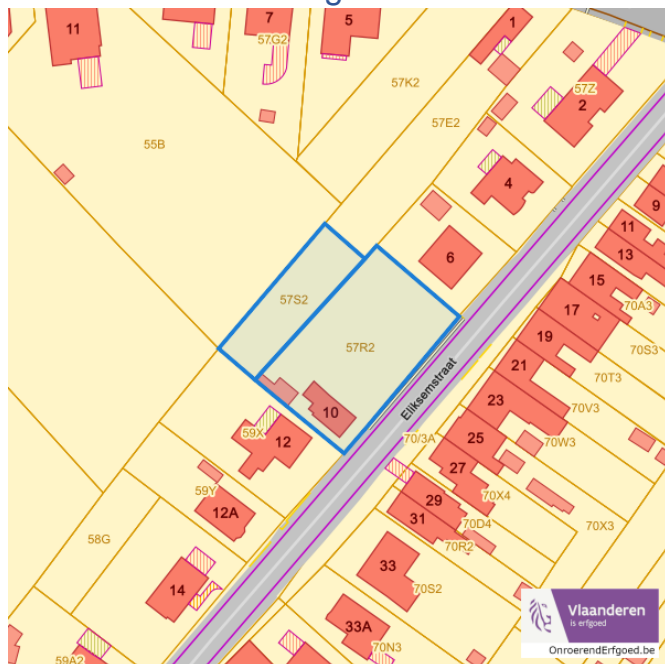 11
7
5
1
57G2
57Z
2
57K2
57E2
55B
4
9
11
13
6
15
70A3
17
57S2
19
70S3
57R2
21
70T3
Eliksemstraat
23
70V3
10
59X
12
70/3A
25
70W3
27
59Y
29
70X4
12A
31
70D4
70X3
58G
70R2
33
14
70S2
33A
59A2
70N3
Vlaanderen
is erfgoed
OnroerendErfgoed.be